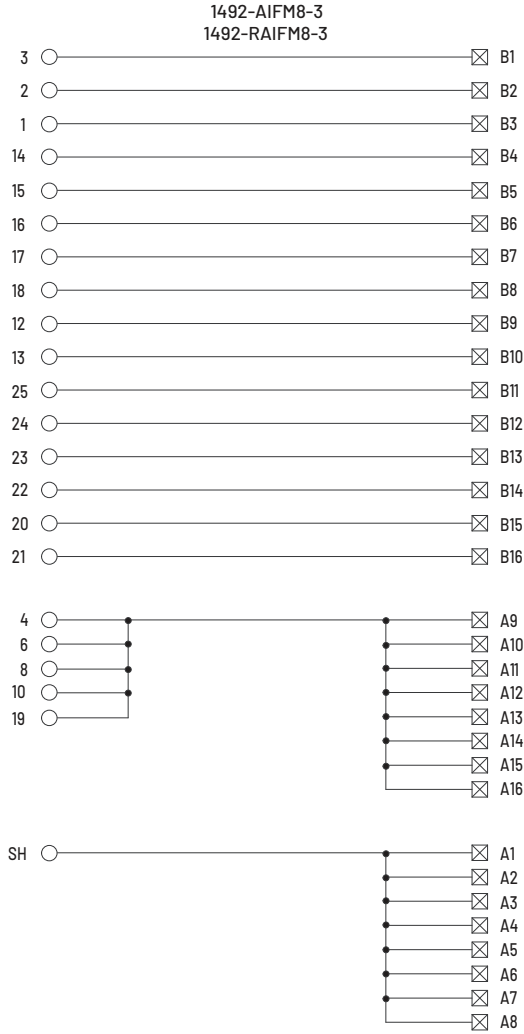 1492-AIFM8-3
1492-RAIFM8-3
3 B1
2 B2
1 B3
14 B4
15 B5
16 B6
17 B7
18 B8
12 B9
13 B10
25 B11
24 B12
23 B13
22 B14
20 B15
21 B16
4 A9
6 A10
8 A11
10 A12
19 A13
A14
A15
A16
SH A1
A2
A3
A4
A5
A6
A7
A8